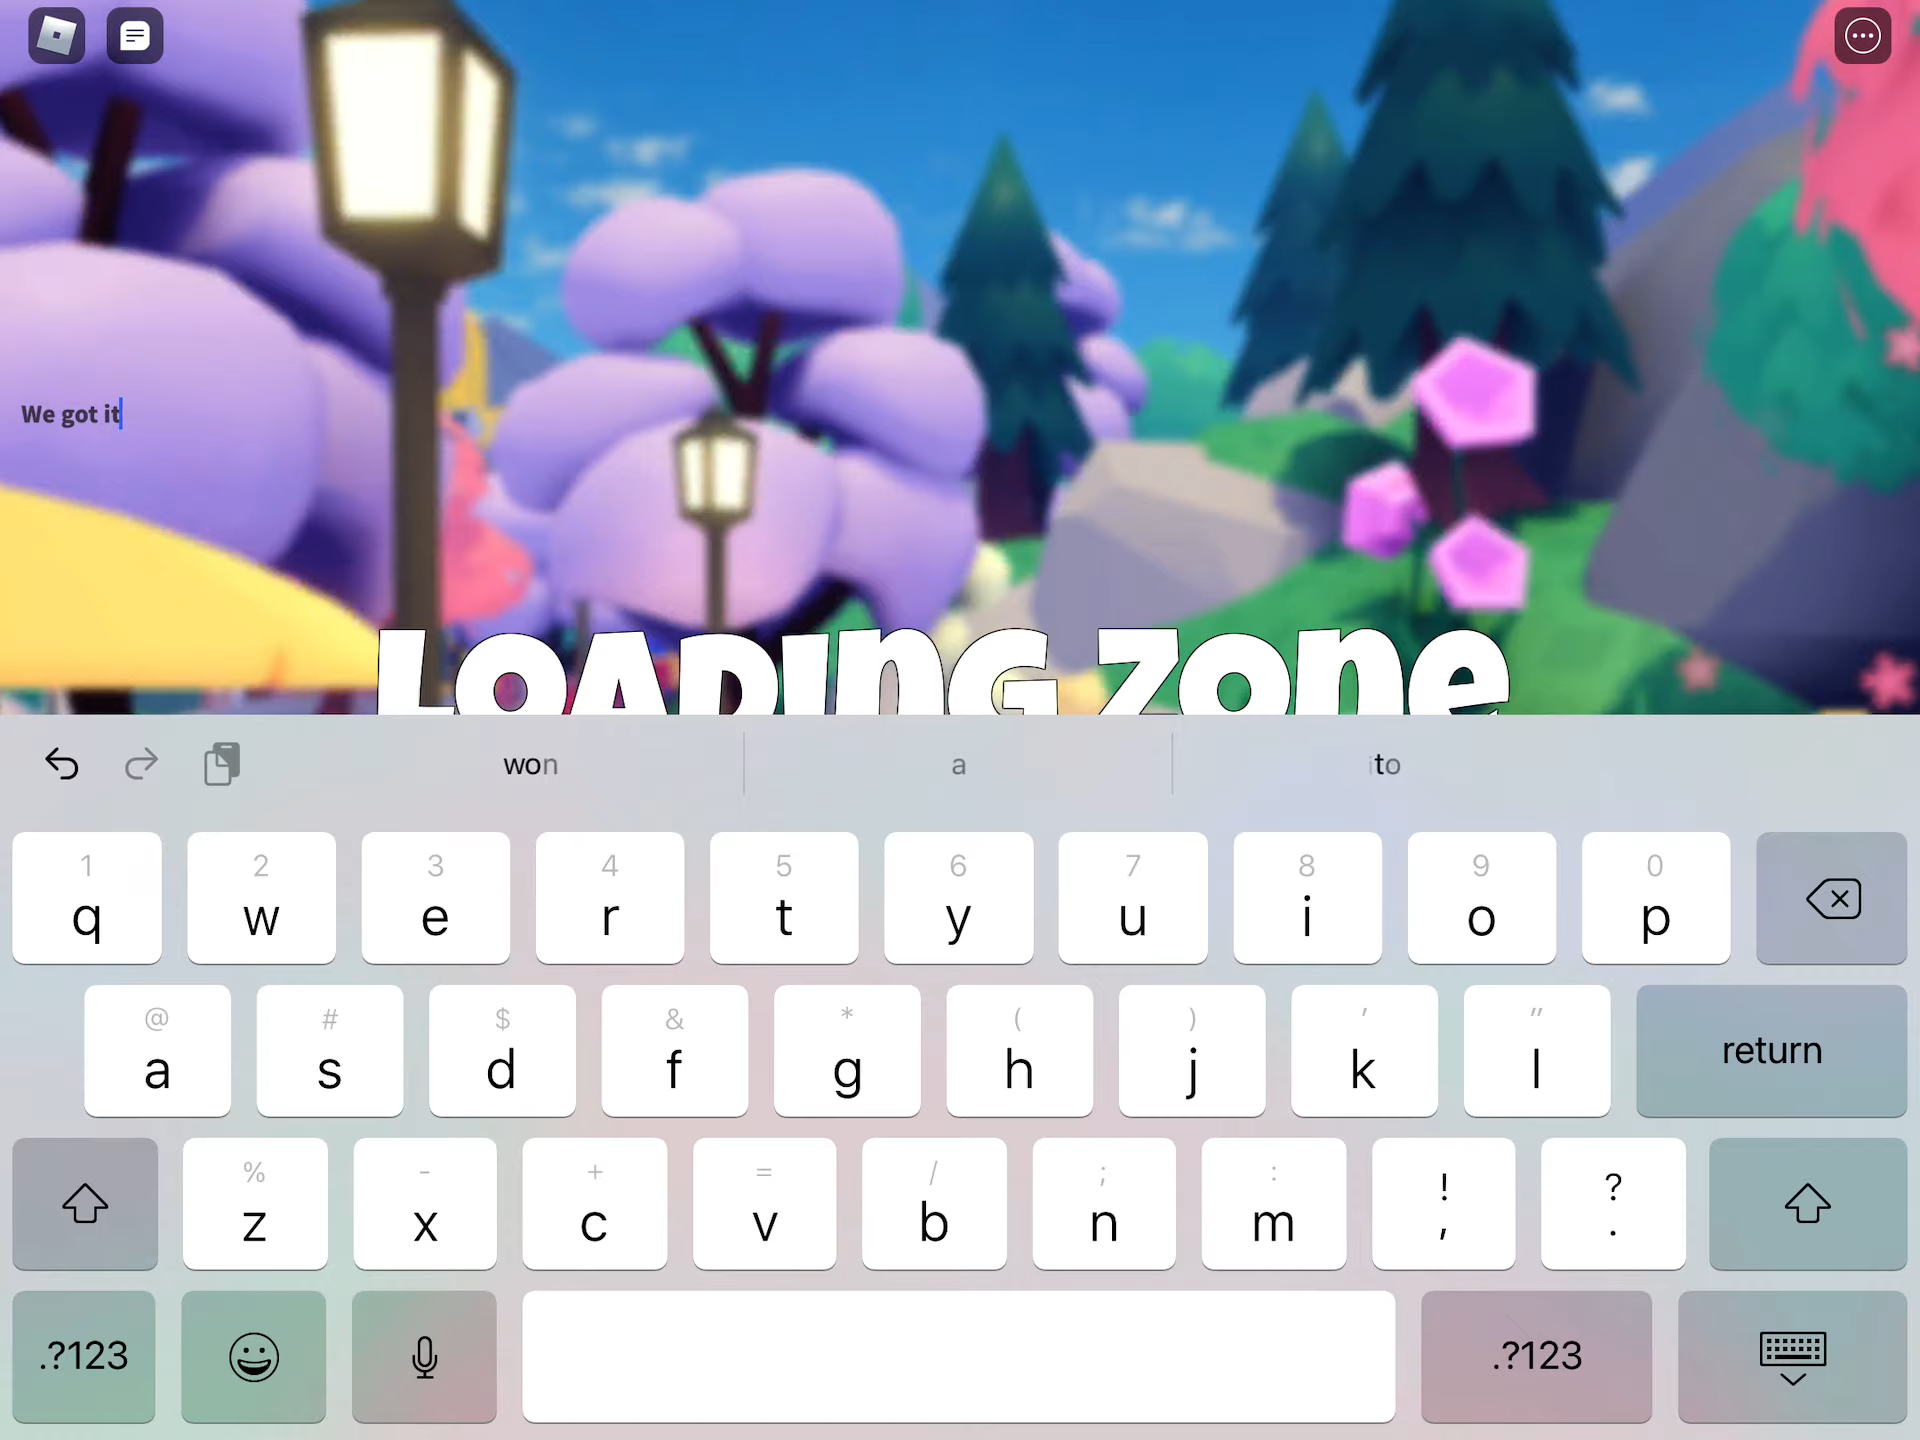 We got it
LOADING ZONE
won a to
1 2 3 4 5 6 7 8 9 0
q w e r t y u i o p
@ # $ & * ( ) ' "
a s d f g h j k l return
% - + = / ; : ! ?
z x c v b n m , .
.?123 .?123